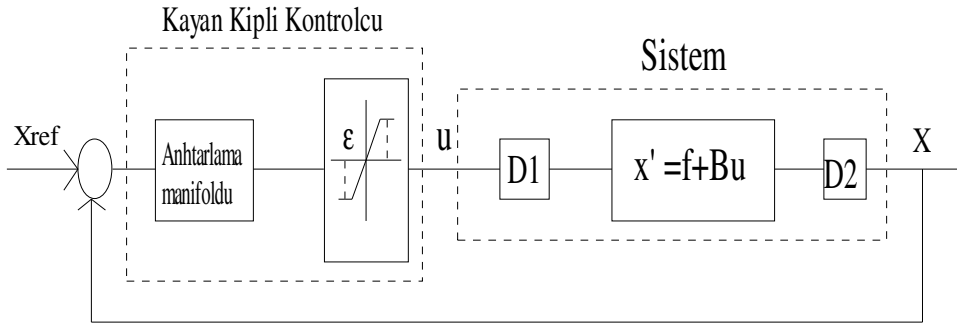 Kayan Kipli Kontrolcu
Sistem
Xref
Anhtarlama
manifoldu
ε
u
D1
x' =f+Bu
D2
X